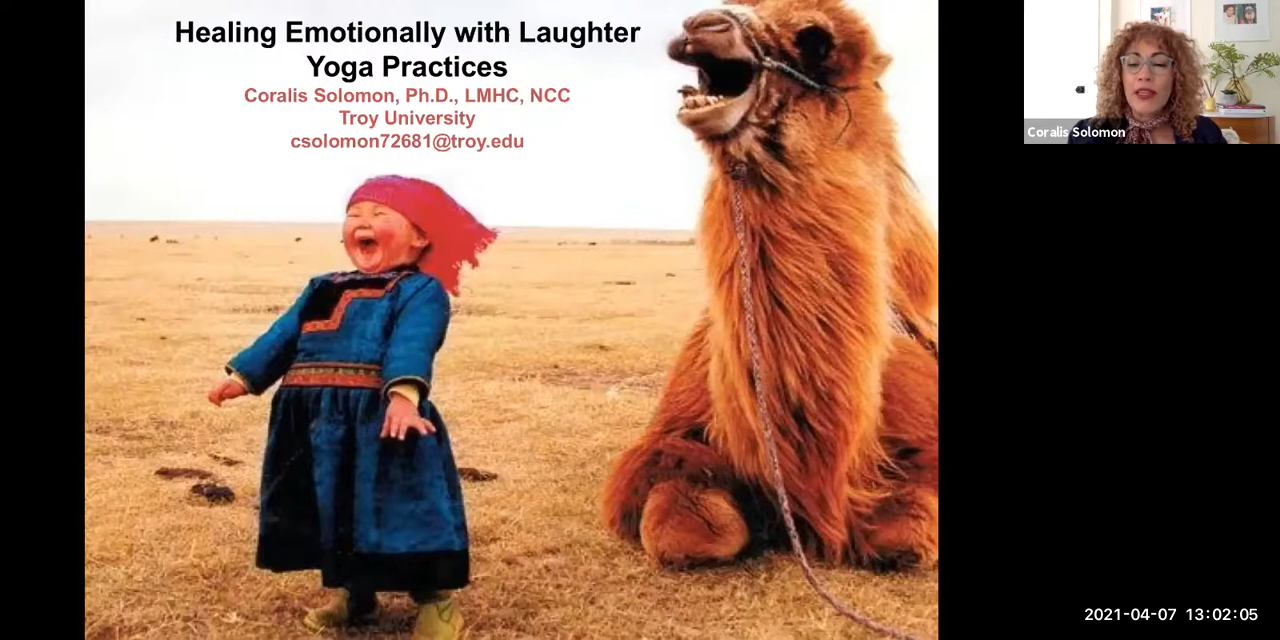 Healing Emotionally with Laughter
Yoga Practices
Coralis Solomon, Ph.D., LMHC, NCC
Troy University
csolomon72681@troy.edu
Coralis Solomon
2021-04-07 13:02:05